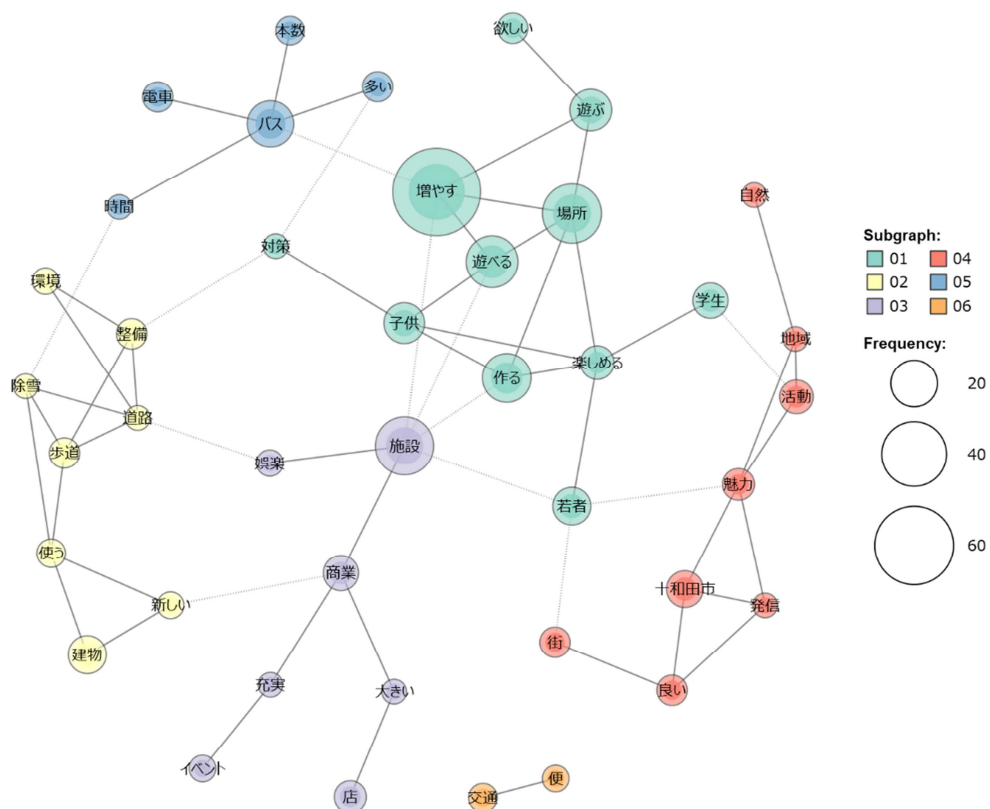 本数
欲しい
電車
多い
バス
遊ぶ
増やす
場所
自然
時間
対策
遊べる
環境
整備
子供
学生
地域
除雪
道路
作る
楽しめる
活動
歩道
娯楽
施設
若者
魅力
使う
商業
新しい
十和田市
発信
建物
街
充実
大きい
良い
イベント
店
交通
便
Subgraph:
01
04
02
05
03
06
Frequency:
20
40
60